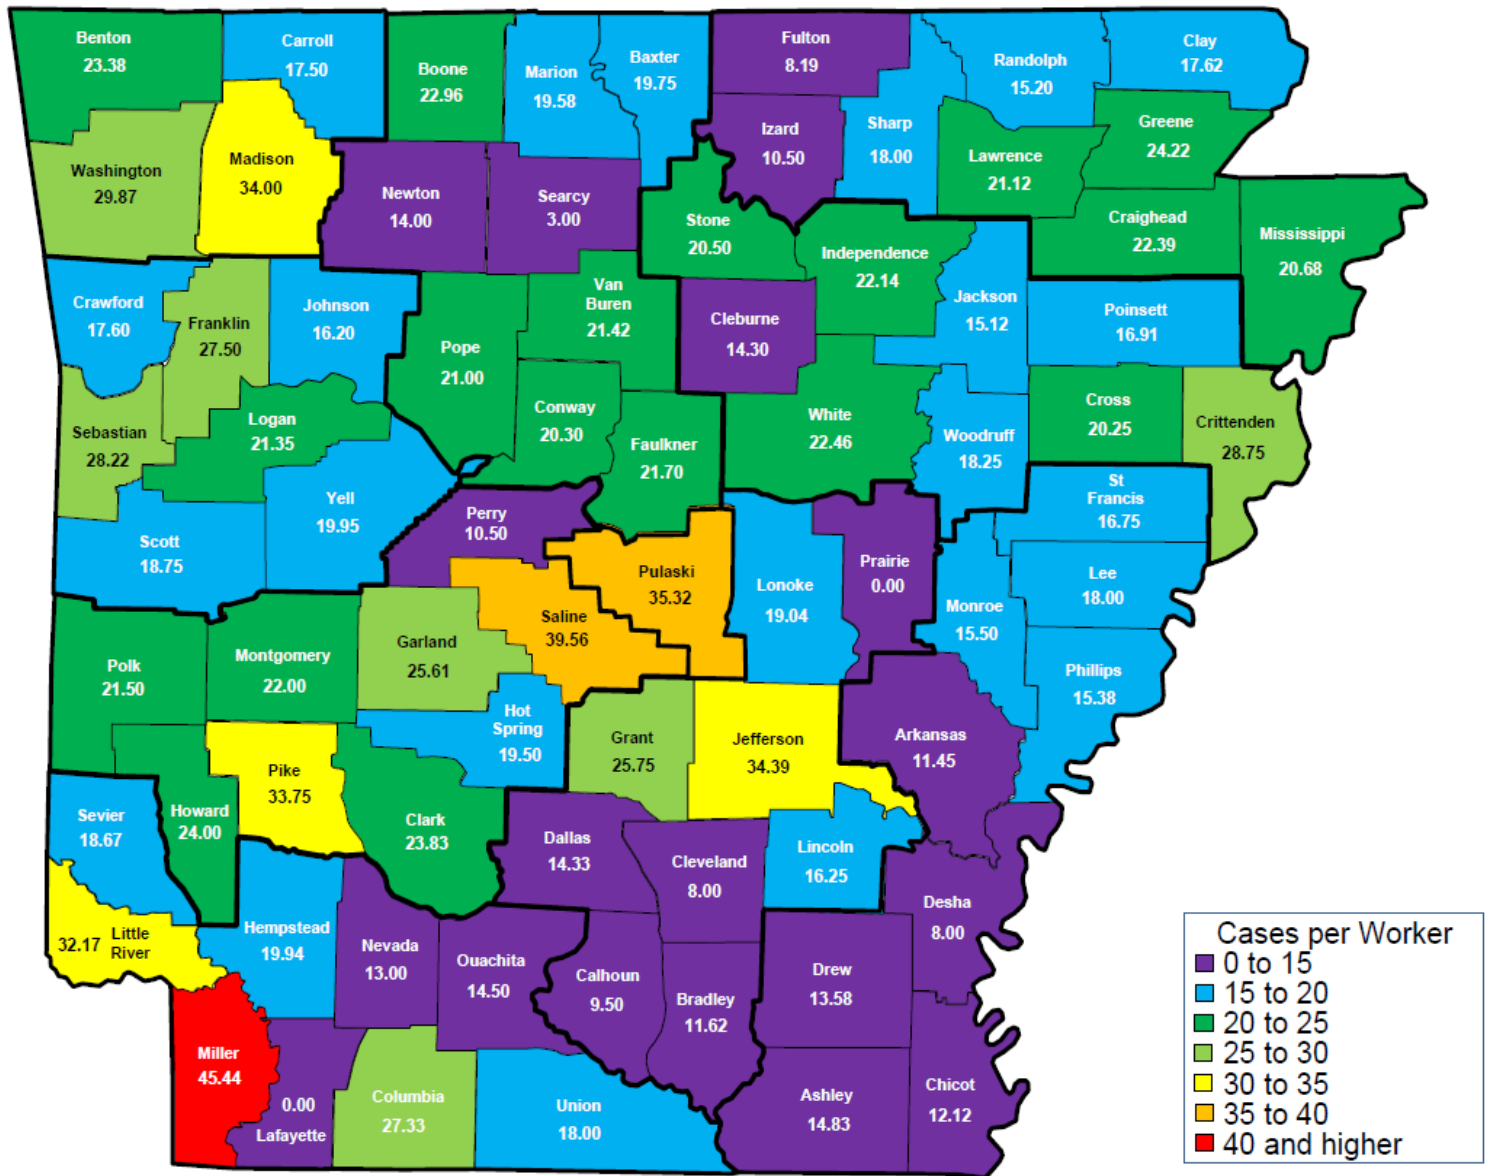 Benton
23.38
Carroll
17.50
Boone
22.96
Marion
19.58
Baxter
19.75
Fulton
8.19
Randolph
15.20
Clay
17.62
Washington
29.87
Madison
34.00
Newton
14.00
Searcy
3.00
Stone
20.50
Izard
10.50
Sharp
18.00
Lawrence
21.12
Greene
24.22
Craighead
22.39
Mississippi
20.68
Independence
22.14
Crawford
17.60
Franklin
27.50
Johnson
16.20
Pope
21.00
Van
Buren
21.42
Cleburne
14.30
Jackson
15.12
Poinsett
16.91
Sebastian
28.22
Logan
21.35
Conway
20.30
Faulkner
21.70
White
22.46
Woodruff
18.25
Cross
20.25
Crittenden
28.75
Scott
18.75
Yell
19.95
Perry
10.50
Pulaski
35.32
Saline
39.56
Lonoke
19.04
Prairie
0.00
Monroe
15.50
St
Francis
16.75
Lee
18.00
Phillips
15.38
Polk
21.50
Montgomery
22.00
Garland
25.61
Hot
Spring
19.50
Grant
25.75
Jefferson
34.39
Arkansas
11.45
Sevier
18.67
Howard
24.00
Pike
33.75
Clark
23.83
Dallas
14.33
Cleveland
8.00
Lincoln
16.25
Desha
8.00
32.17 Little
River
Hempstead
19.94
Nevada
13.00
Ouachita
14.50
Calhoun
9.50
Bradley
11.62
Drew
13.58
Miller
45.44
0.00
Lafayette
Columbia
27.33
Union
18.00
Ashley
14.83
Chicot
12.12
Cases per Worker
0 to 15
15 to 20
20 to 25
25 to 30
30 to 35
35 to 40
40 and higher